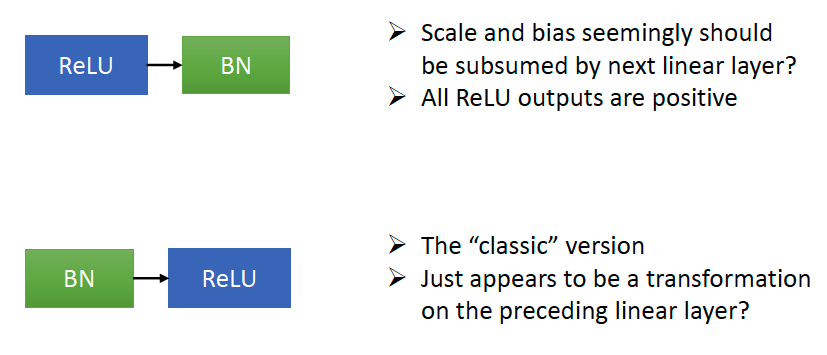 ReLU
BN
➢ Scale and bias seemingly should
be subsumed by next linear layer?
➢ All ReLU outputs are positive
BN
ReLU
➢ The “classic” version
➢ Just appears to be a transformation
on the preceding linear layer?